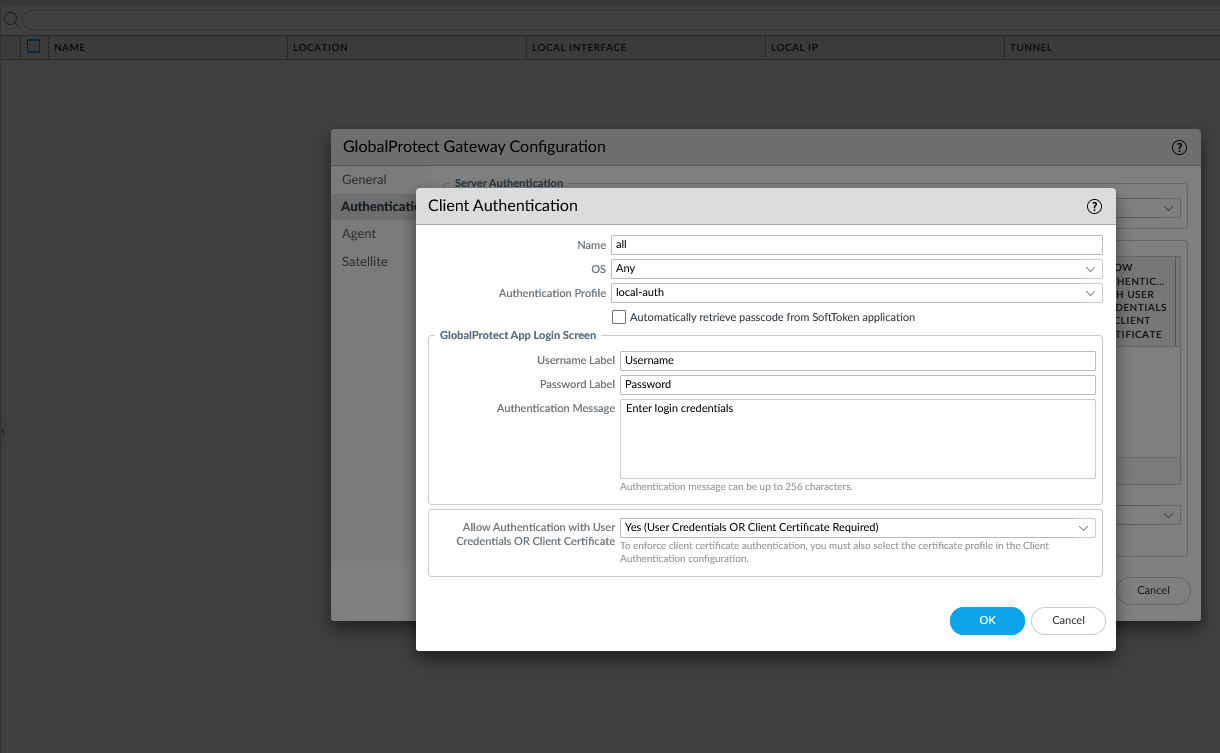 NAME LOCATION LOCAL INTERFACE LOCAL IP TUNNEL
GlobalProtect Gateway Configuration
General
Server Authentication
Agent
Satellite
Client Authentication
Name all
OS Any
Authentication Profile local-auth
Automatically retrieve passcode from SoftToken application
GlobalProtect App Login Screen
Username Label Username
Password Label Password
Authentication Message Enter login credentials
Authentication message can be up to 256 characters.
Allow Authentication with User
Credentials OR Client Certificate
Yes (User Credentials OR Client Certificate Required)
To enforce client certificate authentication, you must also select the certificate profile in the Client
Authentication configuration.
OK Cancel
USER
CLIENT
Cancel